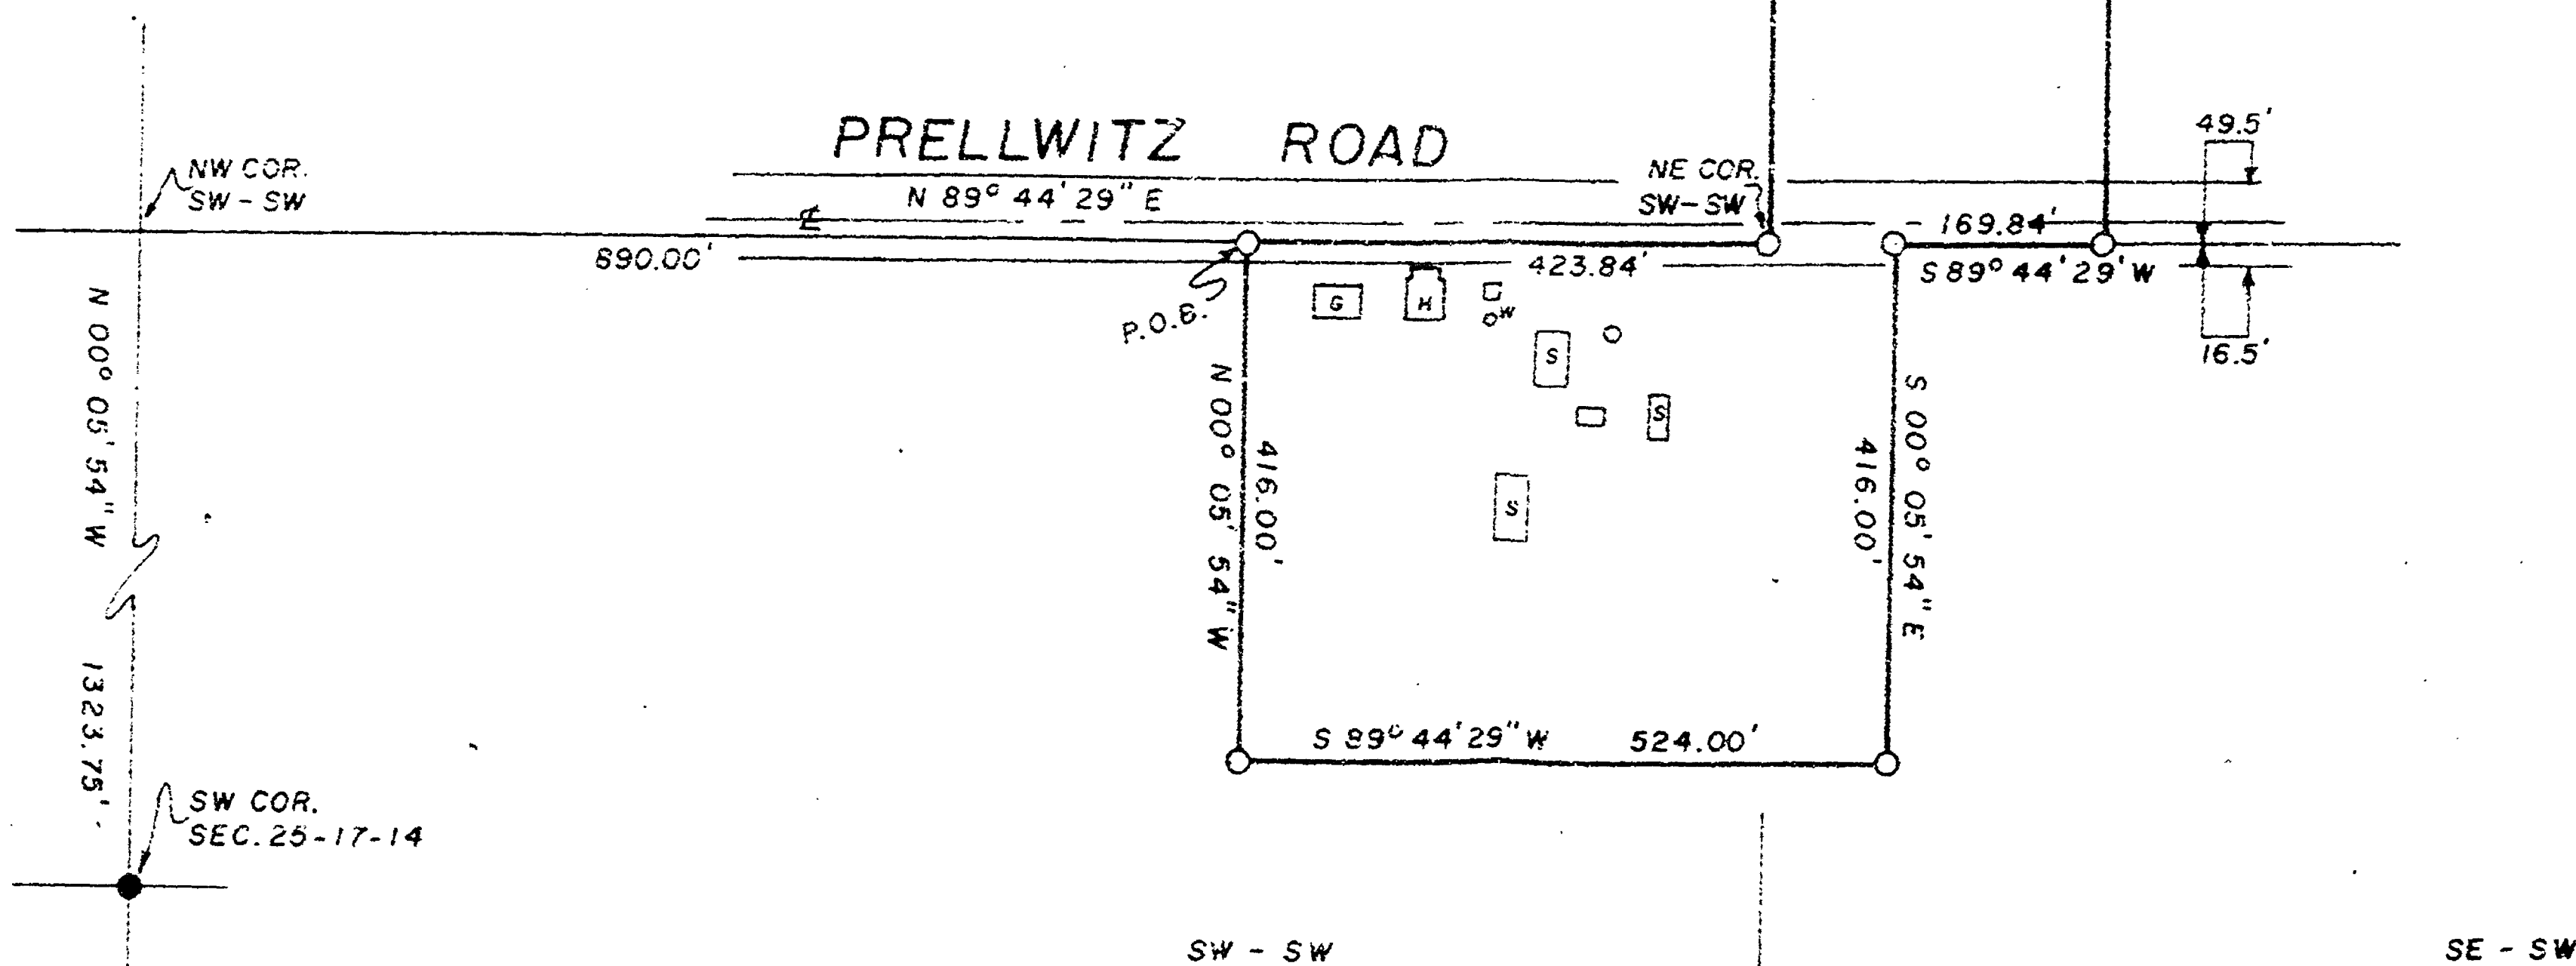 49.5'
PRELLWITZ ROAD
NW COR.
SW - SW
NE COR.
SW-SW
N 89° 44' 29" E
℄
169.84'
890.00'
423.84'
S 89° 44' 29' W
P.O.B.
G
H
W
16.5'
S
S
S
N 00° 05' 54" W
1323.75'
N 00° 05' 54" W
416.00'
416.00'
S 00° 05' 54" E
S 89° 44' 29" W 524.00'
SW COR.
SEC. 25-17-14
SW - SW
SE - SW